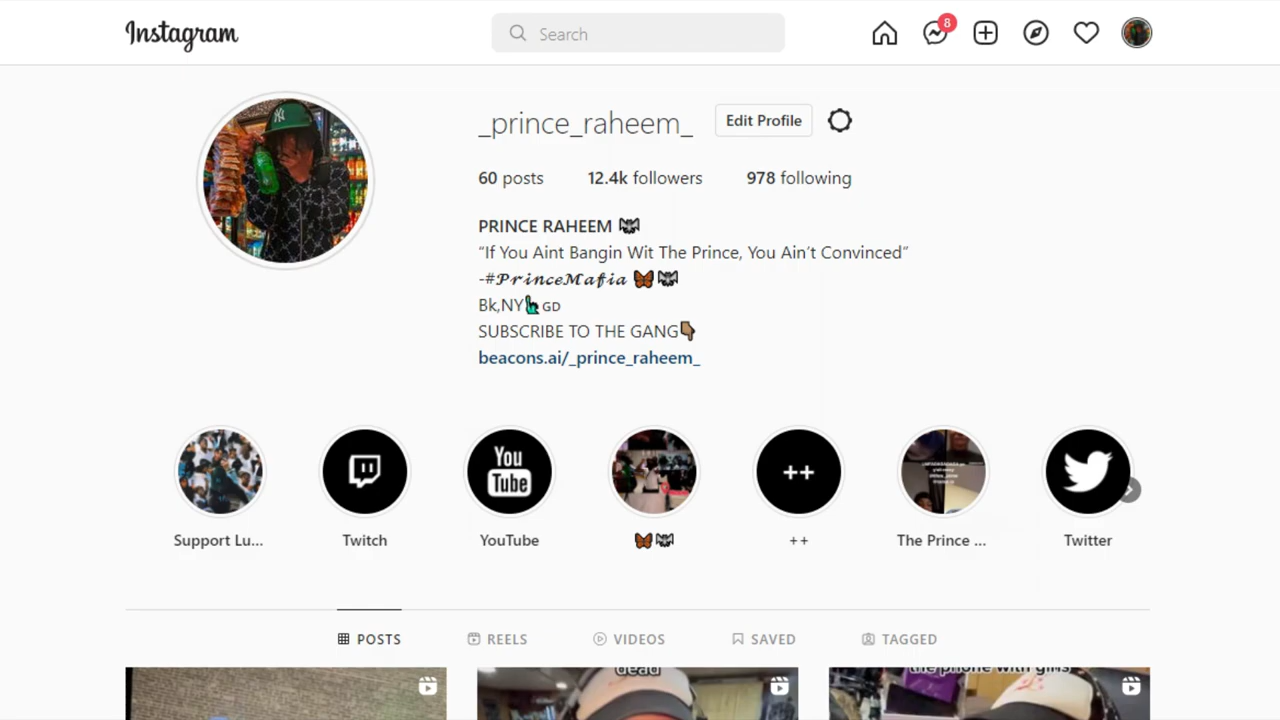 Instagram
Search
8
_prince_raheem_
Edit Profile
60 posts
12.4k followers
978 following
PRINCE RAHEEM
“If You Aint Bangin Wit The Prince, You Ain’t Convinced”
-#𝓟𝓻𝓲𝓷𝓬𝓮𝓜𝓪𝓯𝓲𝓪 🦋
Bk,NY🗽GD
SUBSCRIBE TO THE GANG👇🏽
beacons.ai/_prince_raheem_
You
Tube
++
Support Lu...
Twitch
YouTube
++
The Prince ...
Twitter
POSTS
REELS
VIDEOS
SAVED
TAGGED
dead
the phone with girls